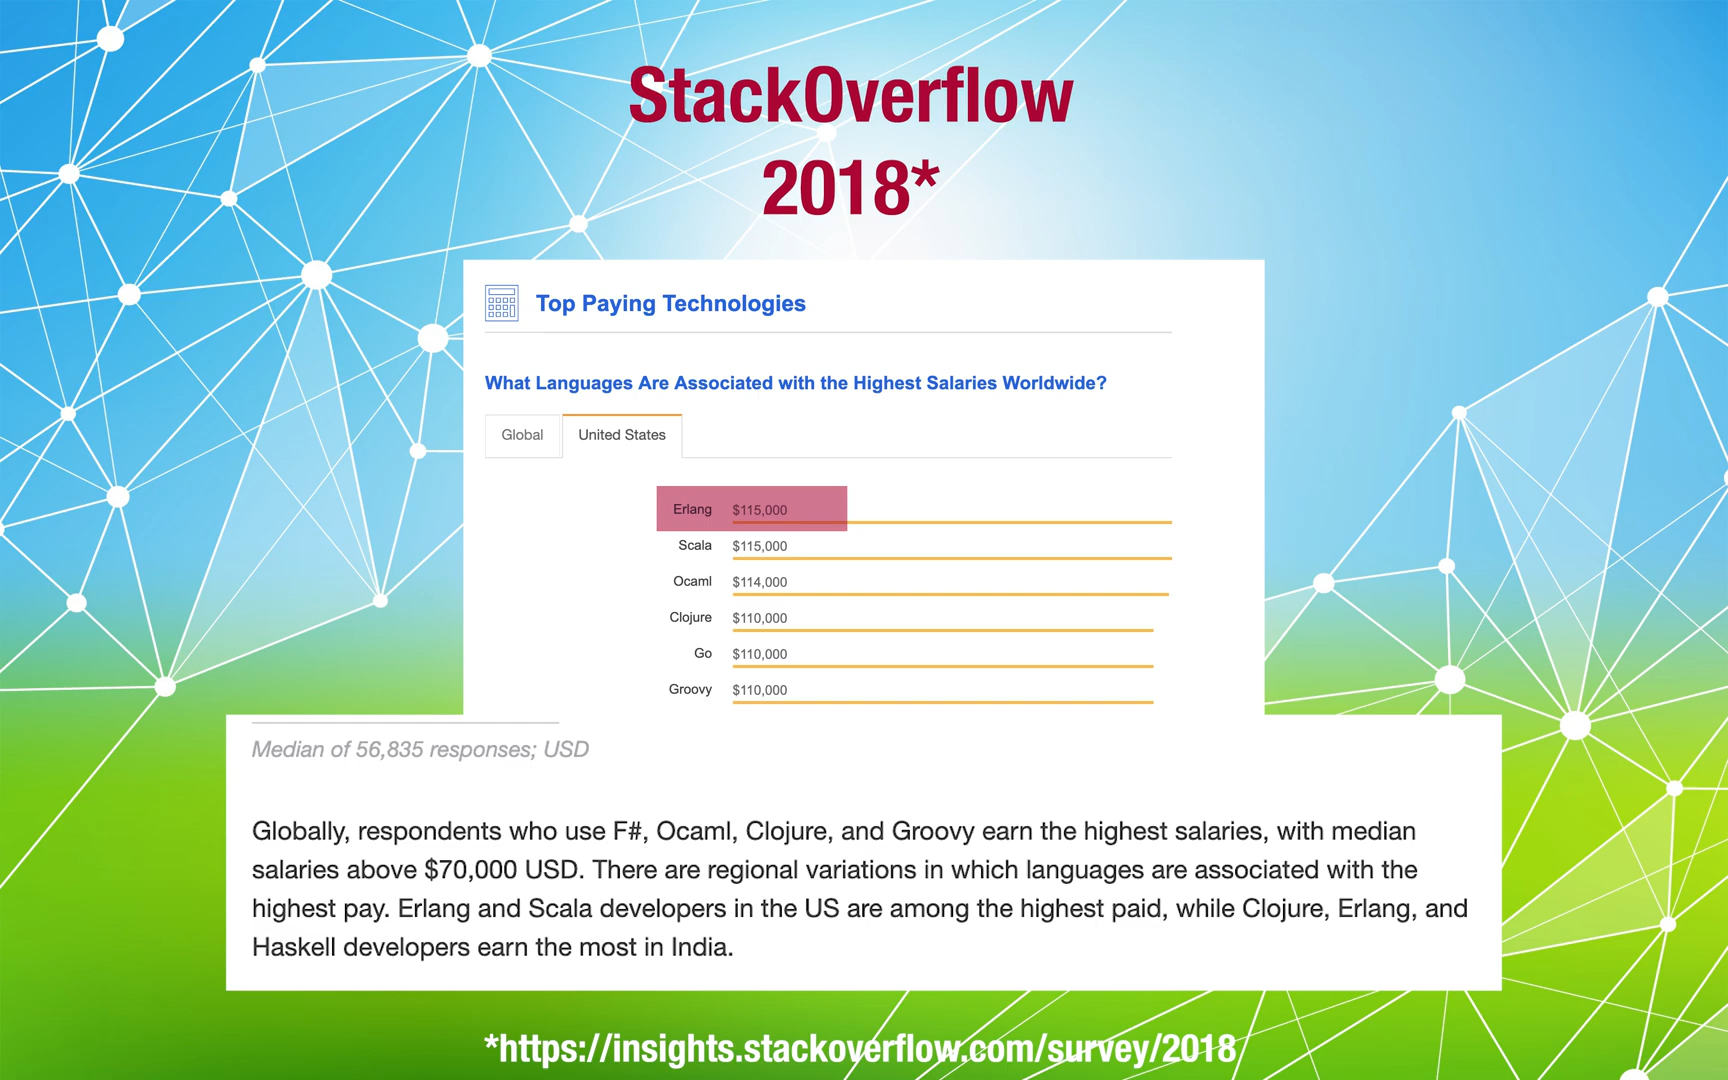 StackOverflow
2018*
Top Paying Technologies
What Languages Are Associated with the Highest Salaries Worldwide?
Global United States
Erlang $115,000
Scala $115,000
Ocaml $114,000
Clojure $110,000
Go $110,000
Groovy $110,000
Median of 56,835 responses; USD
Globally, respondents who use F#, Ocaml, Clojure, and Groovy earn the highest salaries, with median
salaries above $70,000 USD. There are regional variations in which languages are associated with the
highest pay. Erlang and Scala developers in the US are among the highest paid, while Clojure, Erlang, and
Haskell developers earn the most in India.
*https://insights.stackoverflow.com/survey/2018